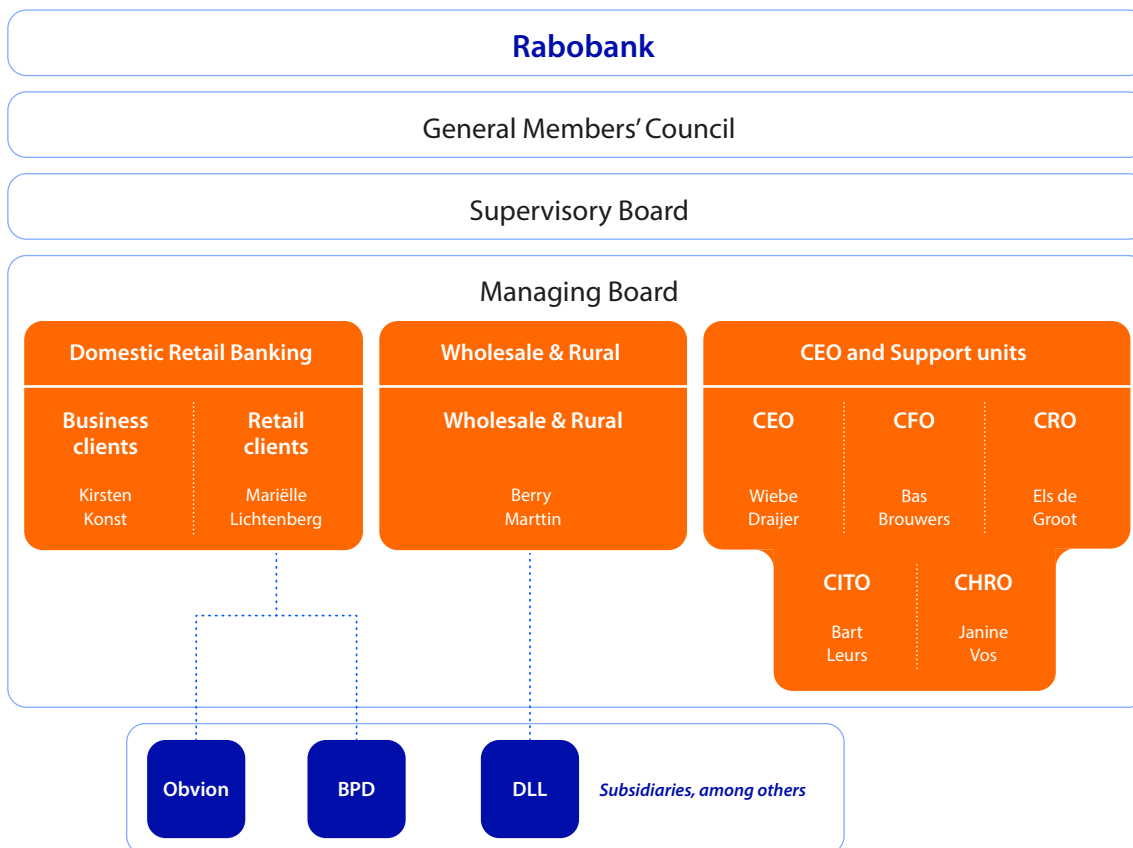 Rabobank
General Members’ Council
Supervisory Board
Managing Board
Domestic Retail Banking
Business
clients
Kirsten
Konst
Retail
clients
Mariëlle
Lichtenberg
Wholesale & Rural
Wholesale & Rural
Berry
Marttin
CEO and Support units
CEO
Wiebe
Draijer
CFO
Bas
Brouwers
CRO
Els de
Groot
CITO
Bart
Leurs
CHRO
Janine
Vos
Obvion
BPD
DLL
Subsidiaries, among others